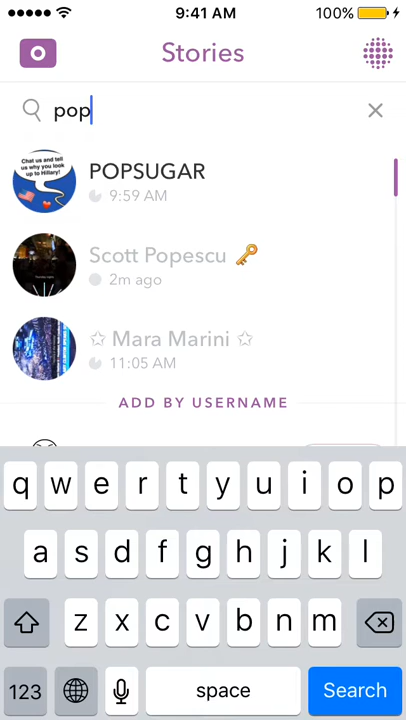 9:41 AM
100%
Stories
pop
Chat us and tell
us why you look
up to Hillary!
POPSUGAR
9:59 AM
Scott Popescu 🔑
2m ago
☆ Mara Marini ☆
11:05 AM
ADD BY USERNAME
q w e r t y u i o p
a s d f g h j k l
z x c v b n m
123
space
Search